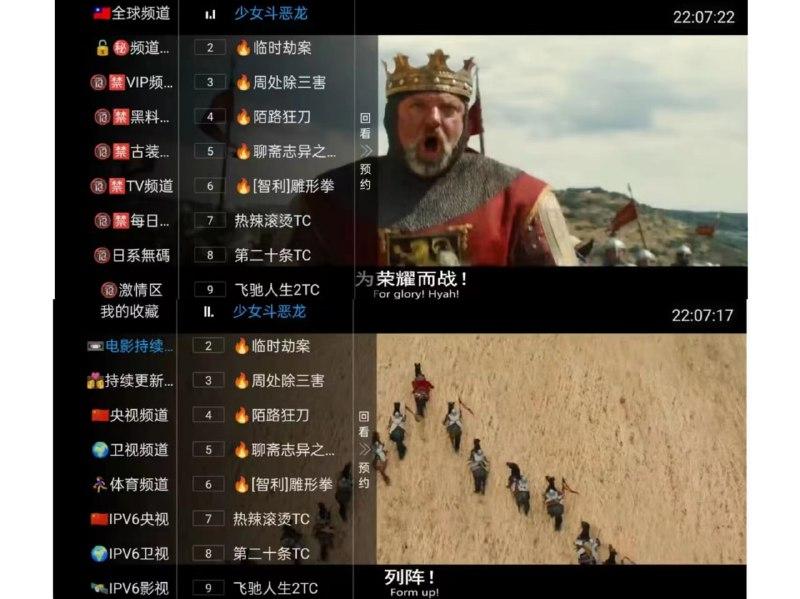 🇹🇼全球频道
🔓㊙频道...
🔞🈲VIP频...
🔞🈲黑料...
🔞🈲古装...
🔞🈲TV频道
🔞🈲每日...
🔞日系無碼
🔞激情区
少女斗恶龙
2 🔥临时劫案
3 🔥周处除三害
4 🔥陌路狂刀
5 🔥聊斋志异之...
6 🔥[智利]雕形拳
7 热辣滚烫TC
8 第二十条TC
9 飞驰人生2TC
回看
预约
22:07:22
为荣耀而战！
For glory! Hyah!
我的收藏
📼电影持续...
持续更新...
🇨🇳央视频道
🌍卫视频道
体育频道
🇨🇳IPV6央视
🌍IPV6卫视
IPV6影视
少女斗恶龙
2 🔥临时劫案
3 🔥周处除三害
4 🔥陌路狂刀
5 🔥聊斋志异之...
6 🔥[智利]雕形拳
7 热辣滚烫TC
8 第二十条TC
9 飞驰人生2TC
回看
预约
22:07:17
列阵！
Form up!